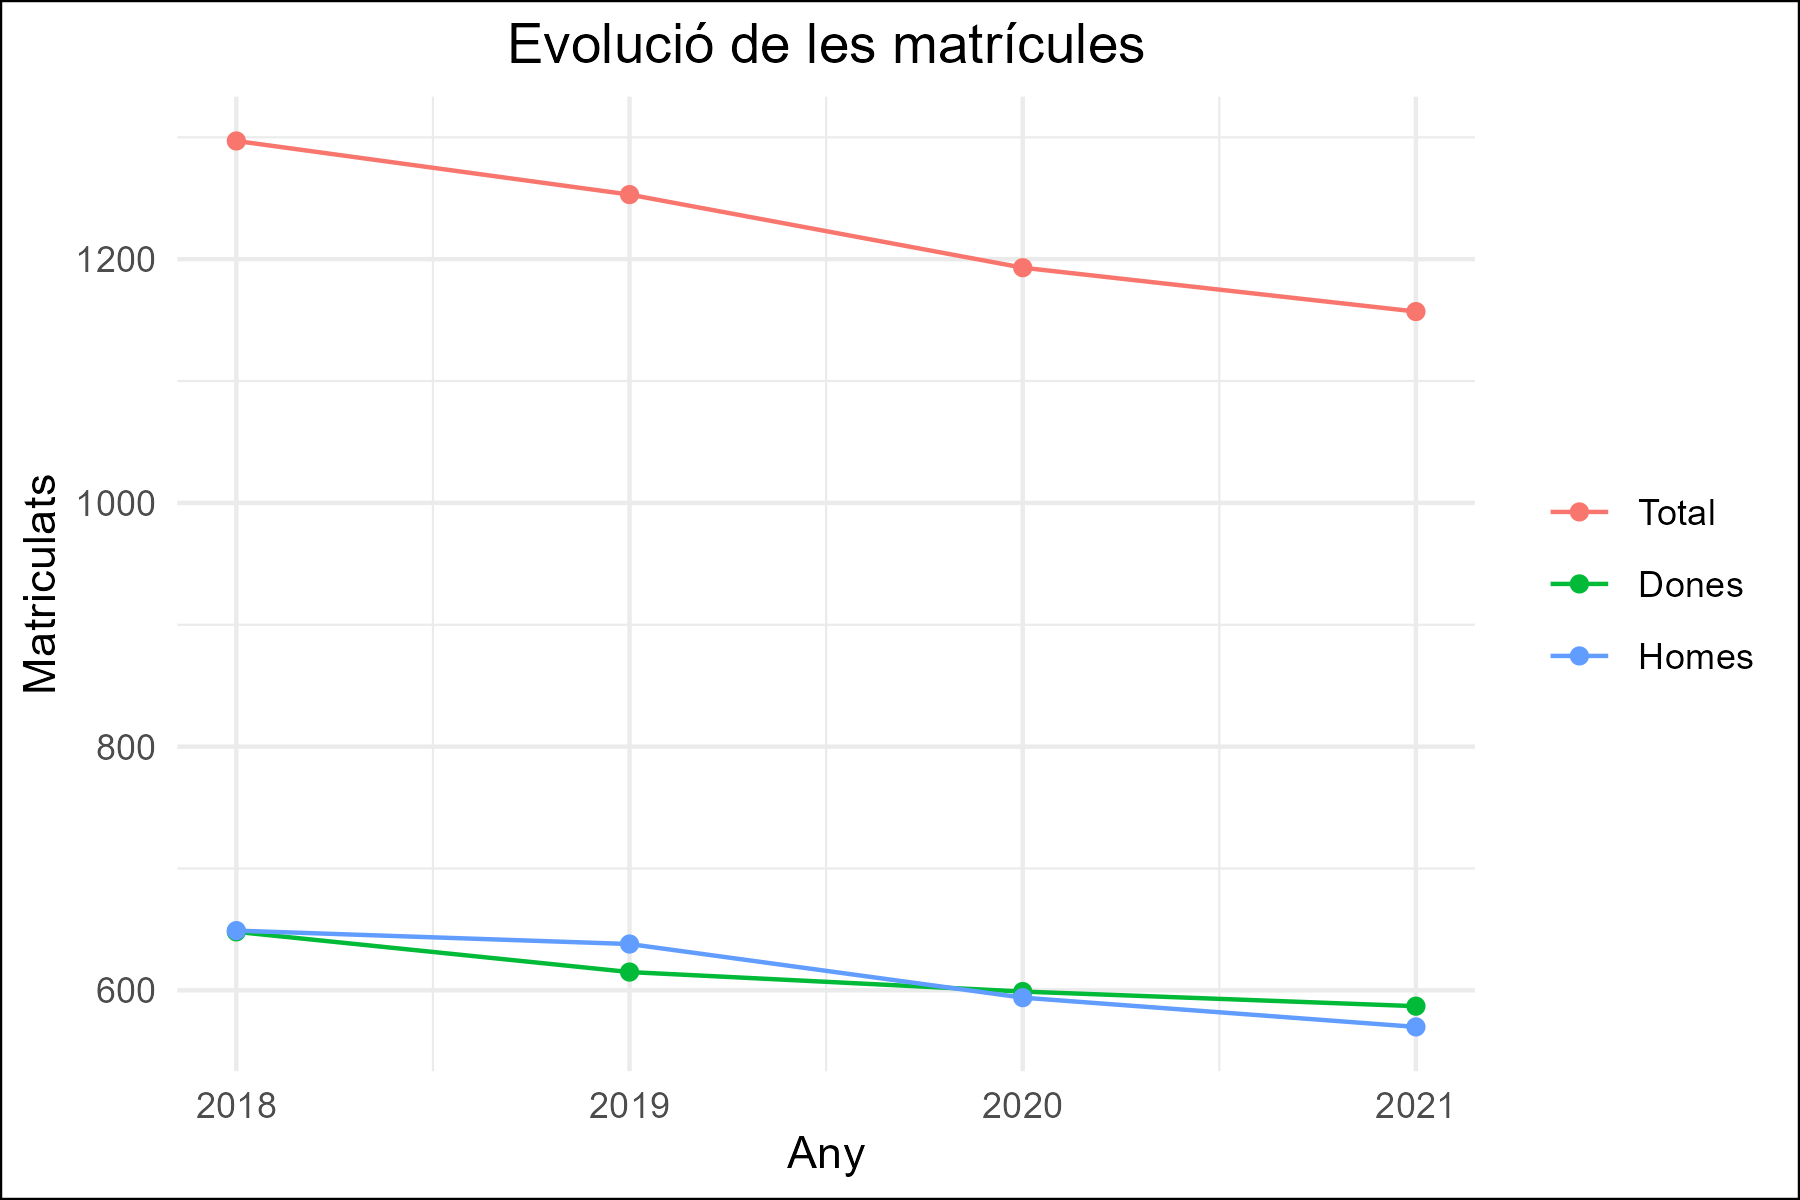 Evolució de les matrícules
Matriculats
1200
1000
800
600
2018
2019
2020
2021
Any
Total
Dones
Homes